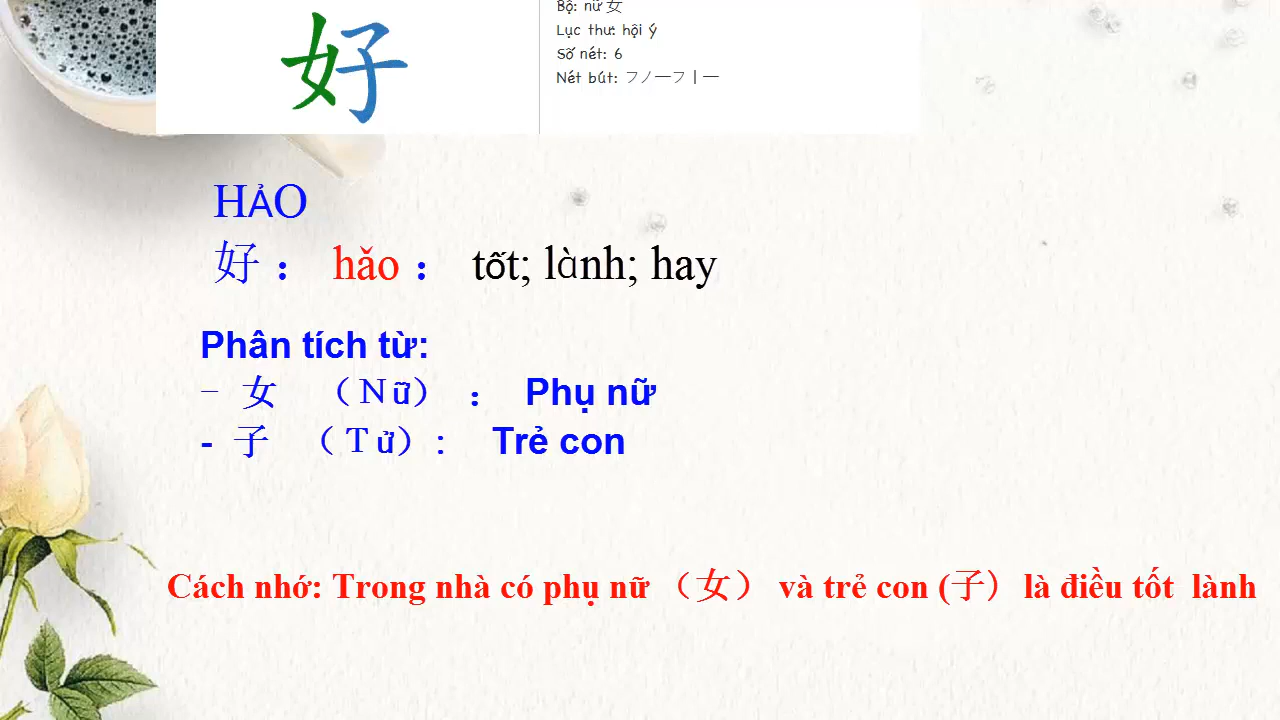 好
Bộ: nữ 女
Lục thư: hội ý
Số nét: 6
Nét bút: フノ一フ丨一
HẢO
好 : hǎo : tốt; lành; hay
Phân tích từ:
- 女 (Nữ) : Phụ nữ
- 子 (Tử) : Trẻ con
Cách nhớ: Trong nhà có phụ nữ (女) và trẻ con (子) là điều tốt lành